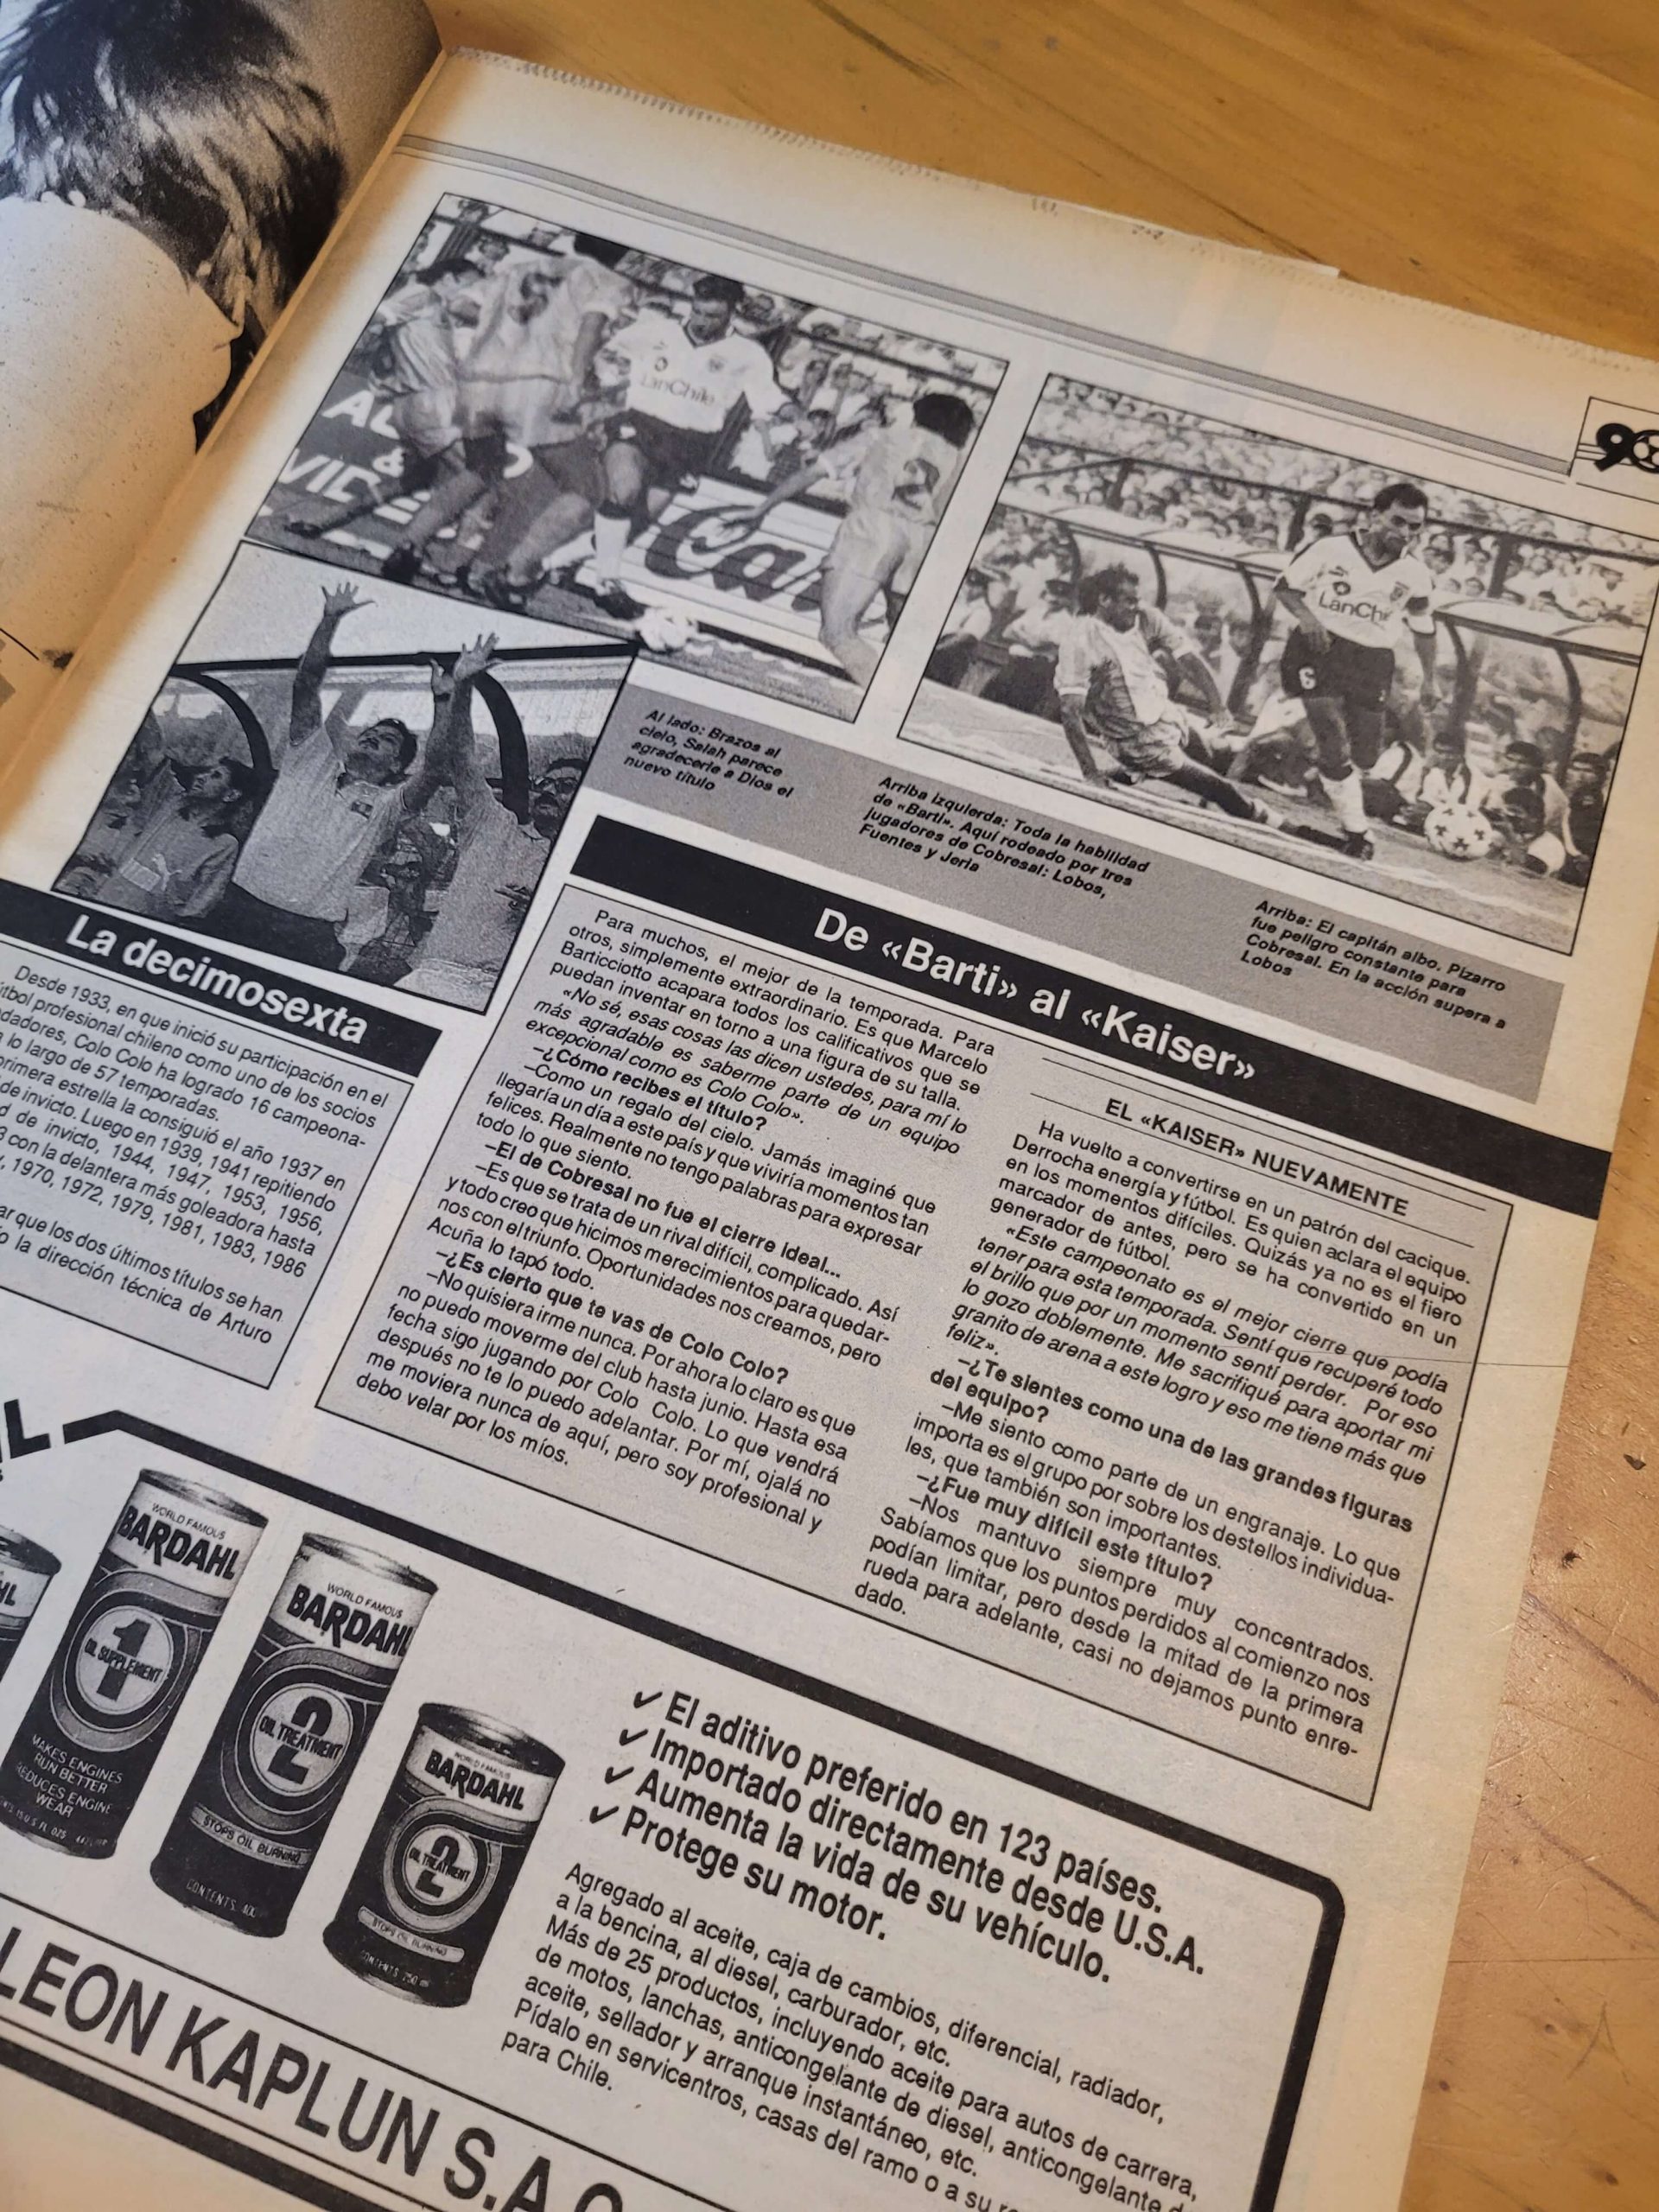 90
LanChile
2
&
Ca
LanChi
6
Al lado: Brazos al
cielo, Salah parece
agradecerle a Dios el
nuevo título
Arriba izquierda: Toda la habilidad
de «Barti». Aquí rodeado por tres
jugadores de Cobresal: Lobos,
Fuentes y Jeria
Arriba: El capitán albo. Pizarro
fue peligro constante para
Cobresal. En la acción supera a
Lobos
La decimosexta
Desde 1933, en que inició su participación en el
fútbol profesional chileno como uno de los socios
dadores, Colo Colo ha logrado 16 campeona-
lo largo de 57 temporadas.
primera estrella la consiguió el año 1937 en
de invicto. Luego en 1939, 1941 repitiendo
d de invicto, 1944, 1947, 1953, 1956,
3 con la delantera más goleadora hasta
, 1970, 1972, 1979, 1981, 1983, 1986
ar que los dos últimos títulos se han
o la dirección técnica de Arturo
De «Barti» al «Kaiser»
Para muchos, el mejor de la temporada. Para
otros, simplemente extraordinario. Es que Marcelo
Barticciotto acapara todos los calificativos que se
puedan inventar en torno a una figura de su talla.
«No sé, esas cosas las dicen ustedes, para mí lo
más agradable es saberme parte de un equipo
excepcional como es Colo Colo».
–¿Cómo recibes el título?
–Como un regalo del cielo. Jamás imaginé que
llegaría un día a este país y que viviría momentos tan
felices. Realmente no tengo palabras para expresar
todo lo que siento.
–El de Cobresal no fue el cierre ideal...
–Es que se trata de un rival difícil, complicado. Así
y todo creo que hicimos merecimientos para quedar-
nos con el triunfo. Oportunidades nos creamos, pero
Acuña lo tapó todo.
–¿Es cierto que te vas de Colo Colo?
–No quisiera irme nunca. Por ahora lo claro es que
no puedo moverme del club hasta junio. Hasta esa
fecha sigo jugando por Colo Colo. Lo que vendrá
después no te lo puedo adelantar. Por mí, ojalá no
me moviera nunca de aquí, pero soy profesional y
debo velar por los míos.
EL «KAISER» NUEVAMENTE
Ha vuelto a convertirse en un patrón del cacique.
Derrocha energía y fútbol. Es quien aclara el equipo
en los momentos difíciles. Quizás ya no es el fiero
marcador de antes, pero se ha convertido en un
generador de fútbol.
«Este campeonato es el mejor cierre que podía
tener para esta temporada. Sentí que recuperé todo
el brillo que por un momento sentí perder. Por eso
lo gozo doblemente. Me sacrifiqué para aportar mi
granito de arena a este logro y eso me tiene más que
feliz».
–¿Te sientes como una de las grandes figuras
del equipo?
–Me siento como parte de un engranaje. Lo que
importa es el grupo por sobre los destellos individua-
les, que también son importantes.
–¿Fue muy difícil este título?
–Nos mantuvo siempre muy concentrados.
Sabíamos que los puntos perdidos al comienzo nos
podían limitar, pero desde la mitad de la primera
rueda para adelante, casi no dejamos punto enre-
dado.
WORLD FAMOUS
BARDAHL
1
OIL SUPPLEMENT
MAKES ENGINES
RUN BETTER
REDUCES ENGINE
WEAR
WORLD FAMOUS
BARDAHL
2
OIL TREATMENT
STOPS OIL BURNING
CONTENTS
WORLD FAMOUS
BARDAHL
2
OIL TREATMENT
STOPS OIL BURNING
✓ El aditivo preferido en 123 países.
✓ Importado directamente desde U.S.A.
✓ Aumenta la vida de su vehículo.
✓ Protege su motor.
Agregado al aceite, caja de cambios, diferencial, radiador,
a la bencina, al diesel, carburador, etc.
Más de 25 productos, incluyendo aceite para autos de carrera,
de motos, lanchas, anticongelante de diesel, anticongelante d
aceite, sellador y arranque instantáneo, etc.
Pídalo en servicentros, casas del ramo o a su re
para Chile.
LEON KAPLUN S.A.C